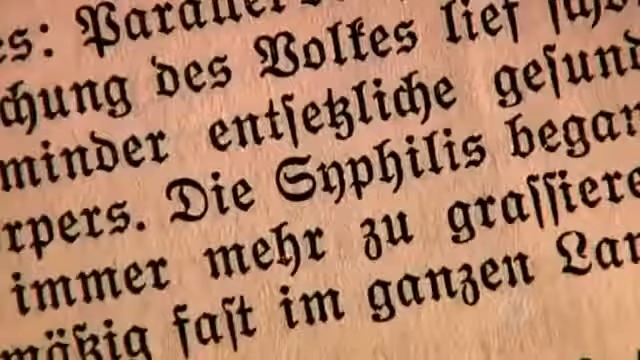 es: Parallel
chung des Volkes lief
minder entſetzliche geſund
rpers. Die Syphilis began
immer mehr zu graſſiere
mäßig faſt im ganzen Lan